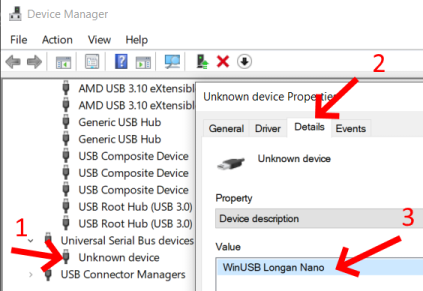 Device Manager
File Action View Help
2
AMD USB 3.10 eXtensibl
AMD USB 3.10 eXtensibl
Generic USB Hub
Generic USB Hub
USB Composite Device
USB Composite Device
USB Composite Device
USB Root Hub (USB 3.0)
USB Root Hub (USB 3.0)
1
Universal Serial Bus devices
Unknown device
USB Connector Managers
Unknown device Properti
General Driver Details Events
Unknown device
Property
Device description
3
Value
WinUSB Longan Nano